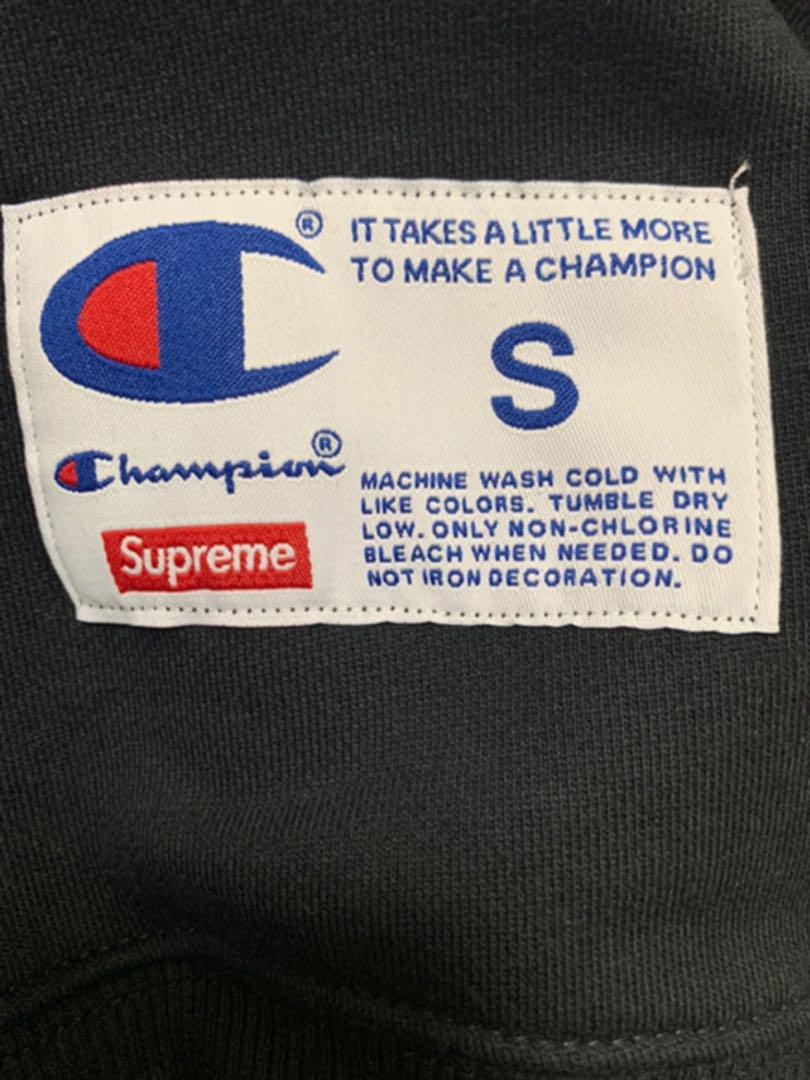 ®
IT TAKES A LITTLE MORE
TO MAKE A CHAMPION
S
Champion®
Supreme
MACHINE WASH COLD WITH
LIKE COLORS. TUMBLE DRY
LOW. ONLY NON-CHLORINE
BLEACH WHEN NEEDED. DO
NOT IRON DECORATION.